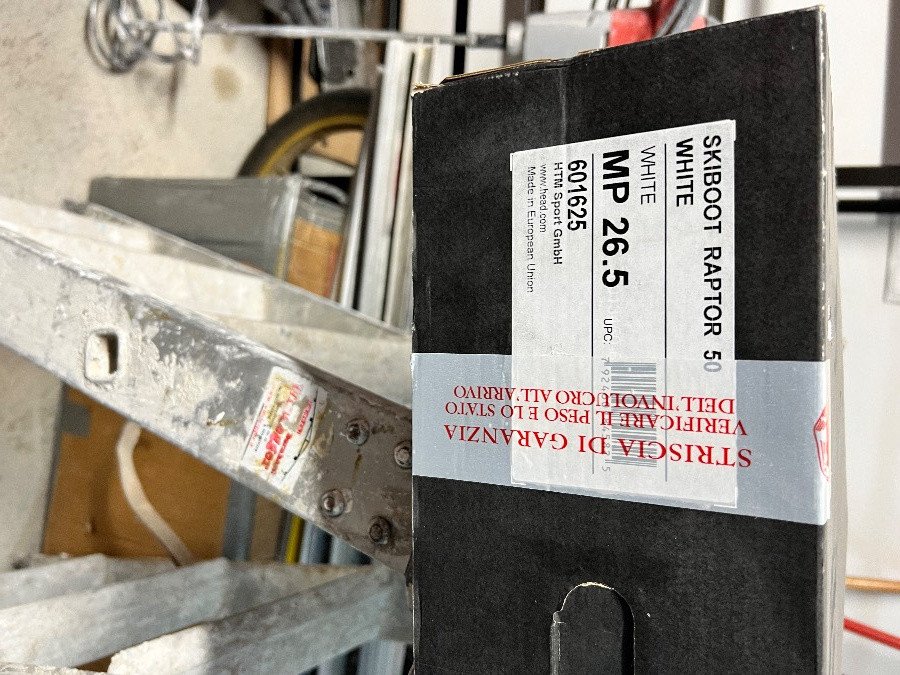 SKIBOOT RAPTOR 50
WHITE
WHITE
MP 26.5
UPC:
601625
HTM Sport GmbH
www.head.com
Made in European Union
STRISCIA DI GARANZIA
VERIFICARE IL PESO E LO STATO
DELL'INVOLUCRO ALL'ARRIVO